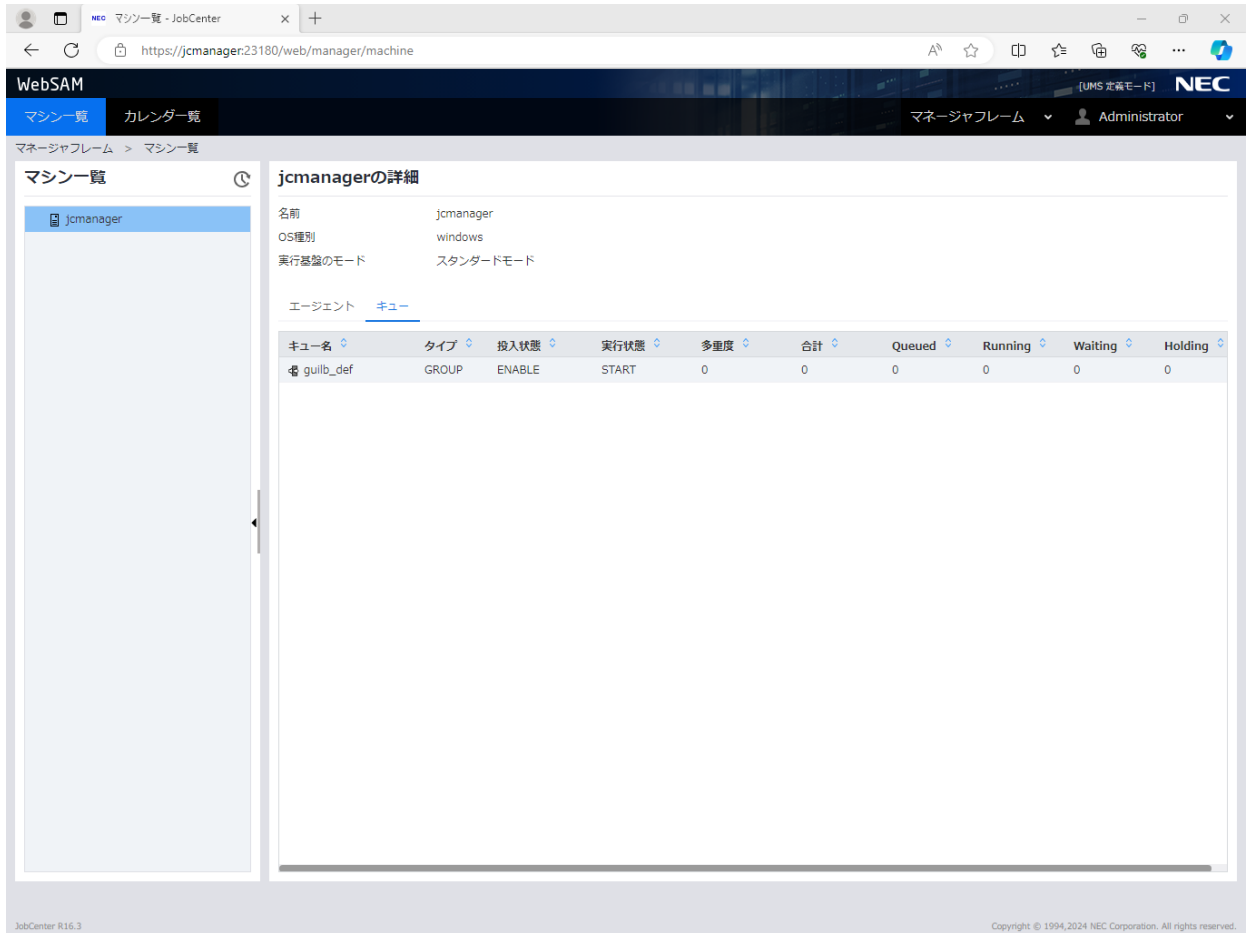 NEC マシン一覧 - JobCenter
https://jcmanager:23180/web/manager/machine
WebSAM
[UMS 定義モード] NEC
マシン一覧 カレンダ一覧 マネージャフレーム Administrator
マネージャフレーム > マシン一覧
マシン一覧
jcmanager
jcmanagerの詳細
名前 jcmanager
OS種別 windows
実行基盤のモード スタンダードモード
エージェント キュー
キュー名 タイプ 投入状態 実行状態 多重度 合計 Queued Running Waiting Holding
guilb_def GROUP ENABLE START 0 0 0 0 0 0
JobCenter R16.3 Copyright © 1994,2024 NEC Corporation. All rights reserved.